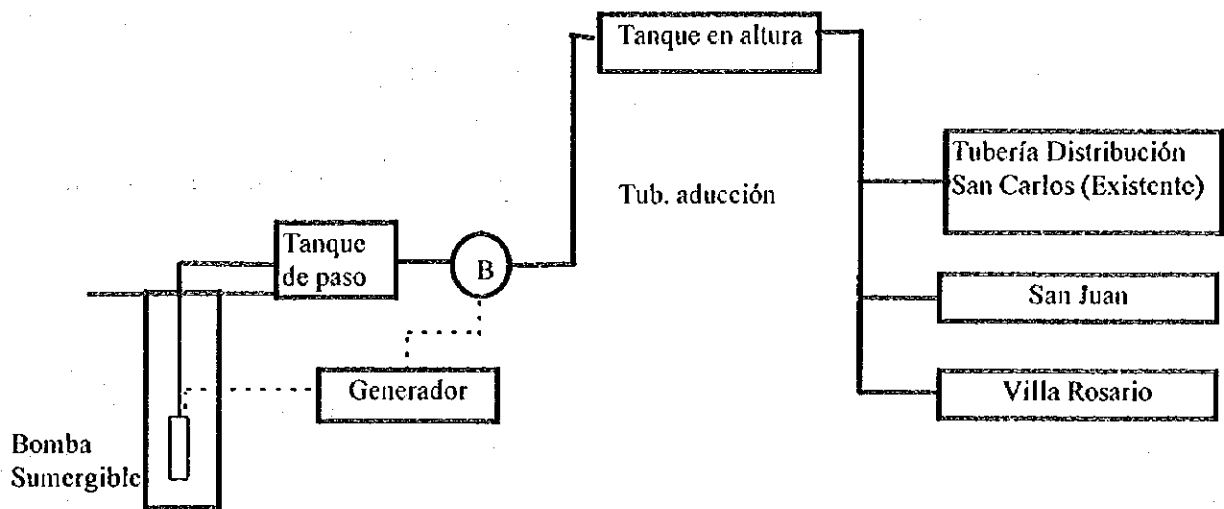 Tanque en altura
Tubería Distribución
San Carlos (Existente)
Tub. aducción
Tanque
de paso
B
San Juan
Generador
Villa Rosario
Bomba
Sumergible